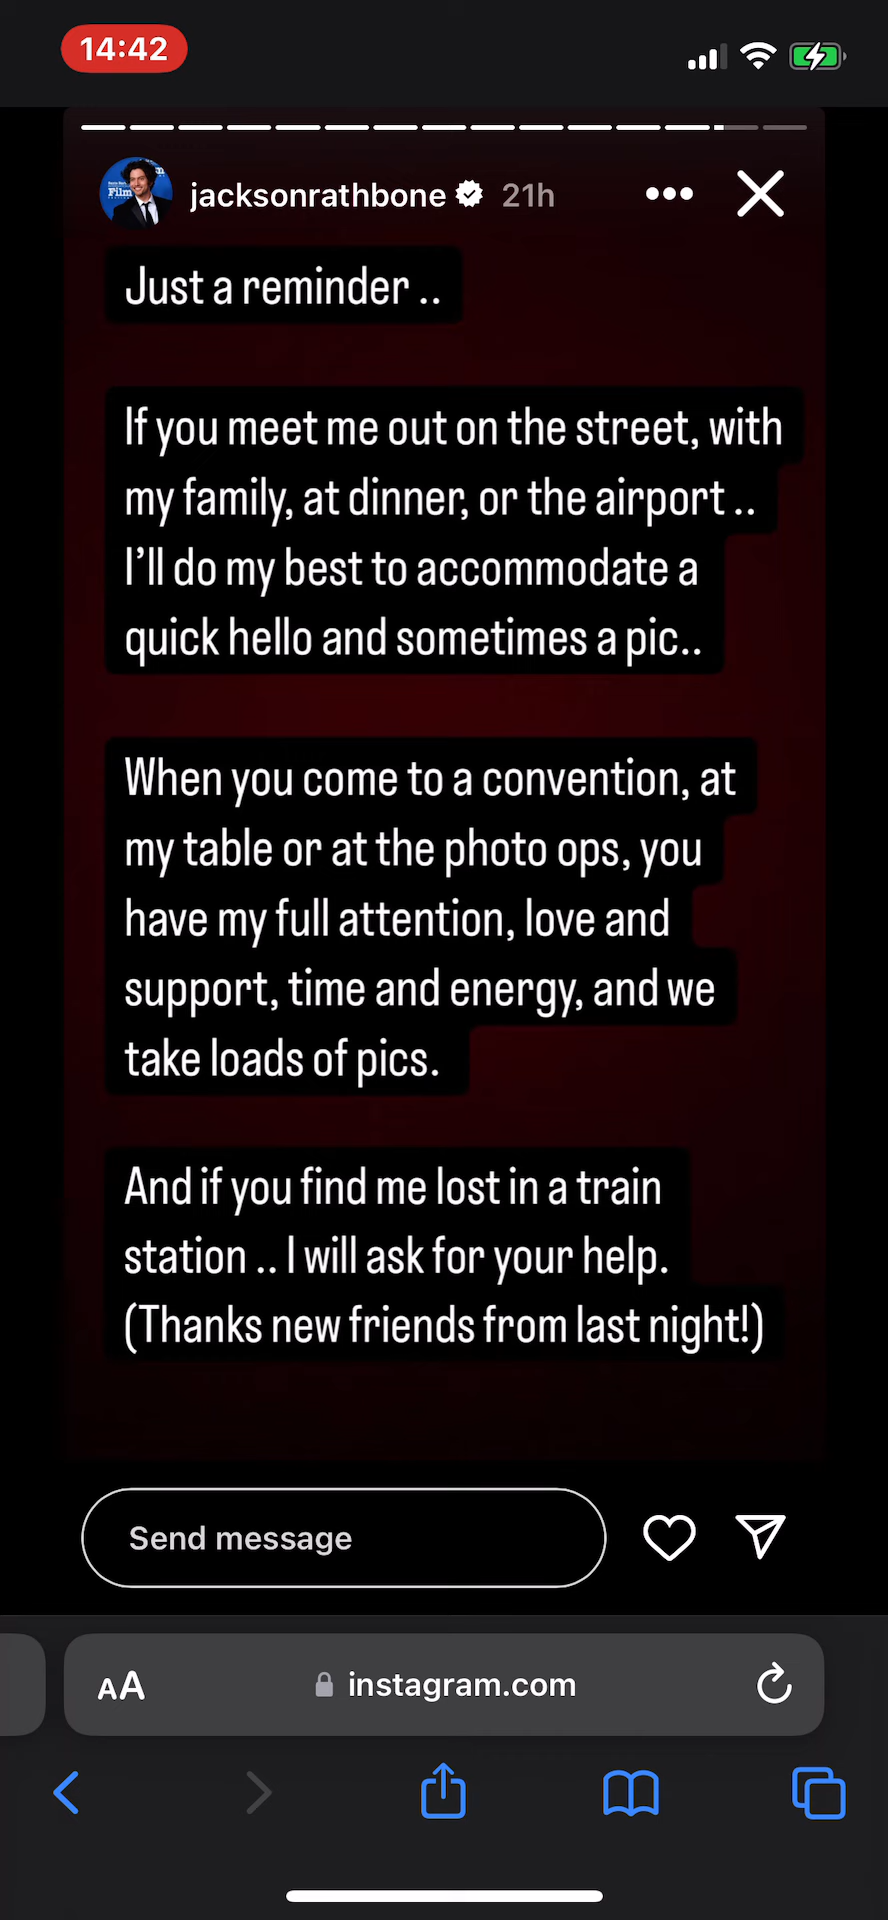 14:42
jacksonrathbone 21h
Just a reminder ..
If you meet me out on the street, with
my family, at dinner, or the airport ..
I'll do my best to accommodate a
quick hello and sometimes a pic..
When you come to a convention, at
my table or at the photo ops, you
have my full attention, love and
support, time and energy, and we
take loads of pics.
And if you find me lost in a train
station .. I will ask for your help.
(Thanks new friends from last night!)
Send message
AA instagram.com